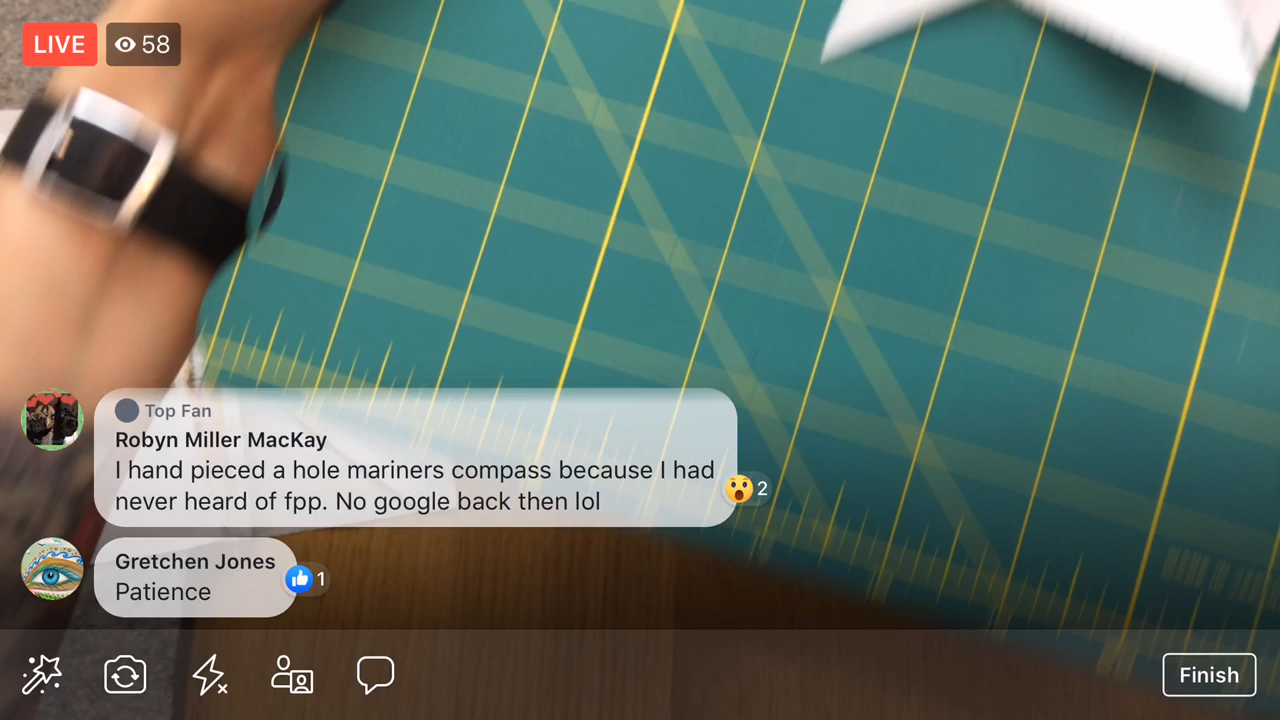 LIVE
58
Top Fan
Robyn Miller MacKay
I hand pieced a hole mariners compass because I had
never heard of fpp. No google back then lol
2
Gretchen Jones
Patience
1
Finish